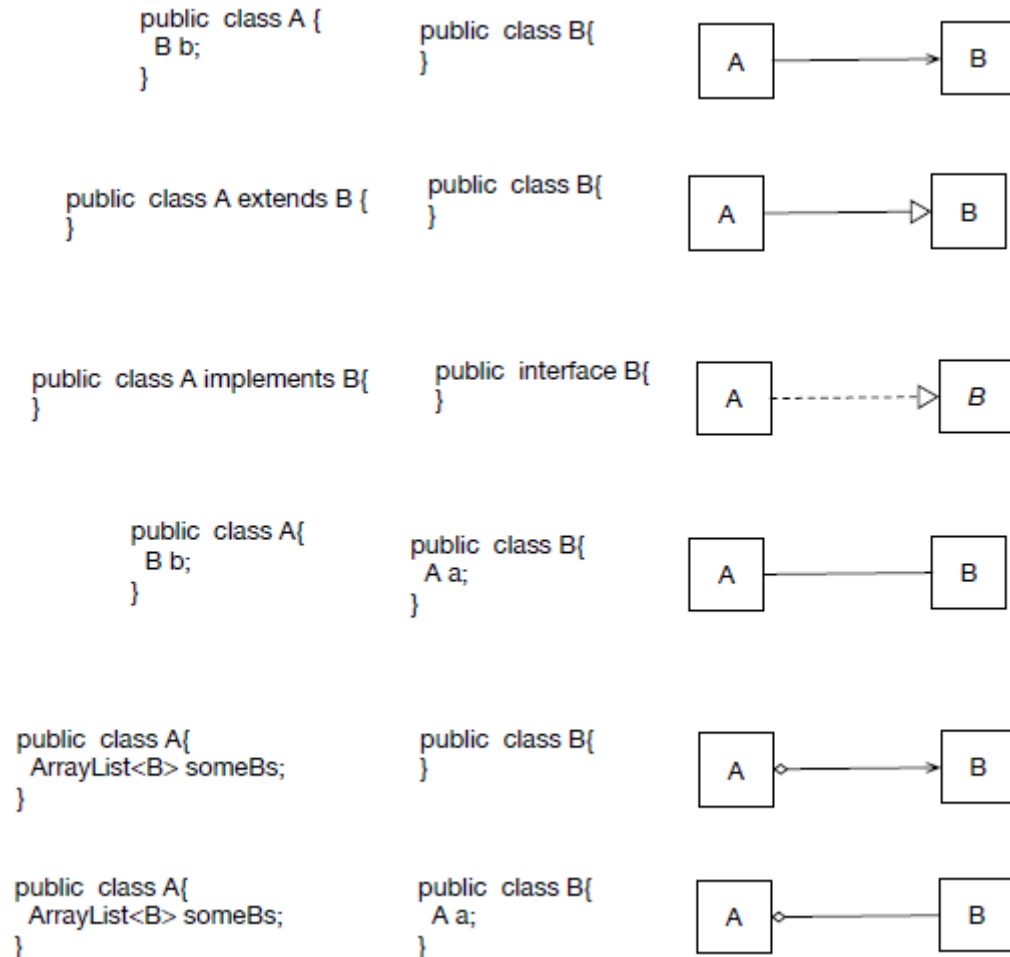 public class A {
B b;
}
public class B{
}
A
B
public class A extends B {
}
public class B{
}
A
B
public class A implements B{
}
public interface B{
}
A
B
public class A{
B b;
}
public class B{
A a;
}
A
B
public class A{
ArrayList<B> someBs;
}
public class B{
}
A
B
public class A{
ArrayList<B> someBs;
}
public class B{
A a;
}
A
B